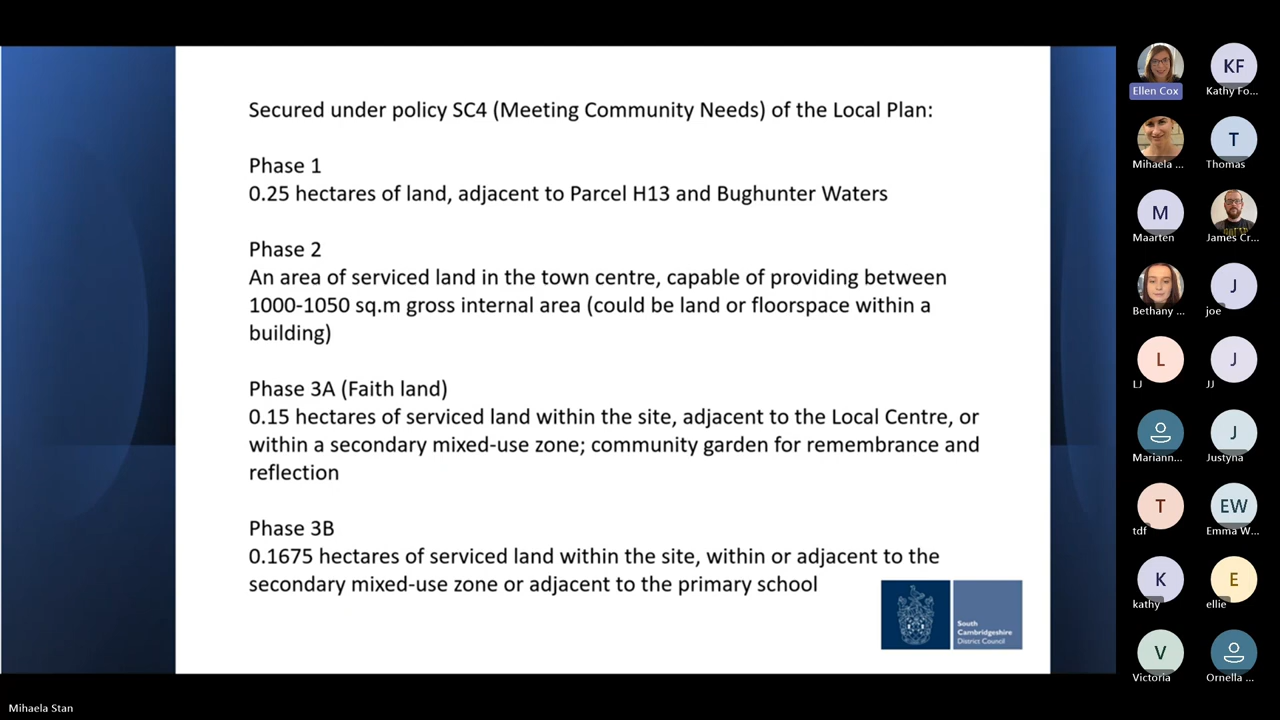 Secured under policy SC4 (Meeting Community Needs) of the Local Plan:
Phase 1
0.25 hectares of land, adjacent to Parcel H13 and Bughunter Waters
Phase 2
An area of serviced land in the town centre, capable of providing between
1000-1050 sq.m gross internal area (could be land or floorspace within a
building)
Phase 3A (Faith land)
0.15 hectares of serviced land within the site, adjacent to the Local Centre, or
within a secondary mixed-use zone; community garden for remembrance and
reflection
Phase 3B
0.1675 hectares of serviced land within the site, within or adjacent to the
secondary mixed-use zone or adjacent to the primary school
South
Cambridgeshire
District Council
Ellen Cox
KF
Kathy Fo...
Mihaela ...
T
Thomas
M
Maarten
James Cr...
Bethany ...
J
joe
L
LJ
J
JJ
Mariann...
J
Justyna
T
tdf
EW
Emma W...
K
kathy
E
ellie
V
Victoria
Ornella ...
Mihaela Stan